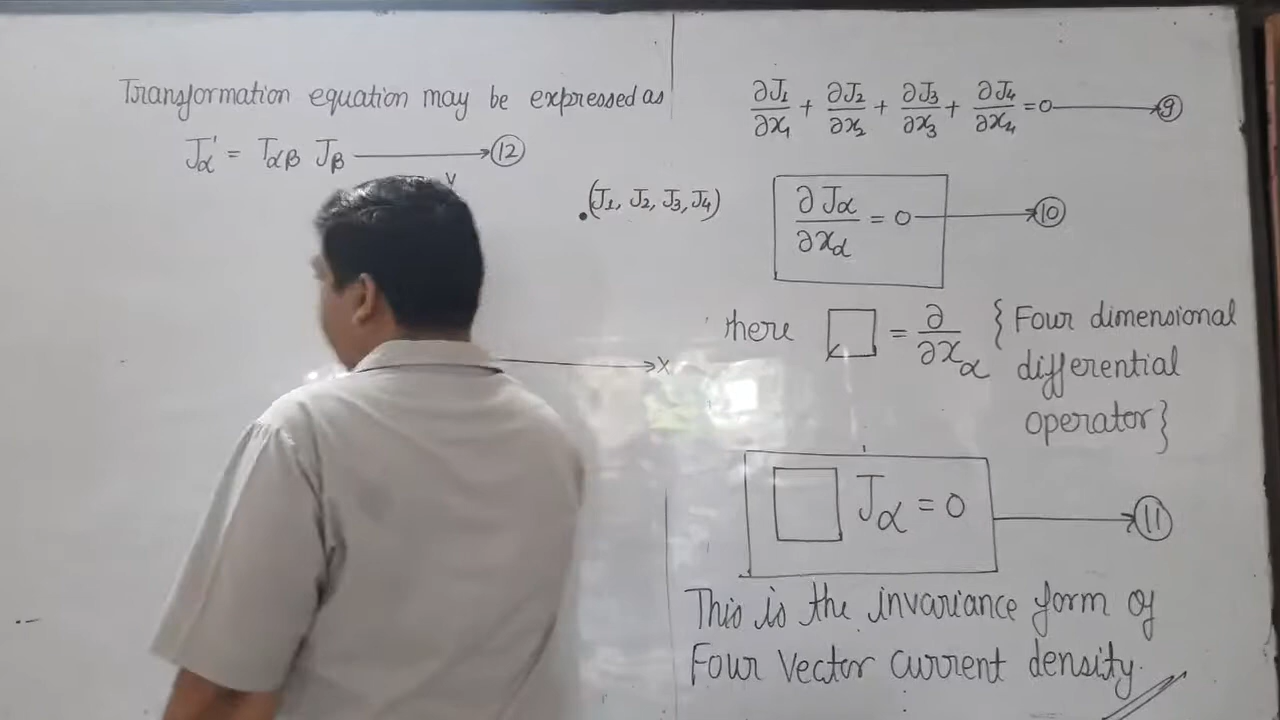 Transformation equation may be expressed as
Jα' = Tαβ Jβ → (12)
Y
(J1, J2, J3, J4)
X
∂J1/∂x1 + ∂J2/∂x2 + ∂J3/∂x3 + ∂J4/∂x4 = 0 → (9)
∂Jα/∂xα = 0 → (10)
there □ = ∂/∂xα {Four dimensional
differential
operator}
□ Jα = 0 → (11)
This is the invariance form of
Four vector current density.